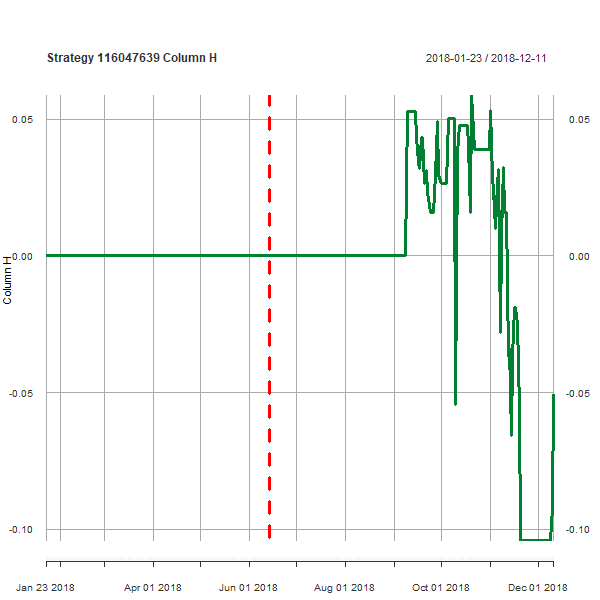 Strategy 116047639 Column H
2018-01-23 / 2018-12-11
0.05 0.05
0.00 0.00
Column H
-0.05 -0.05
-0.10 -0.10
Jan 23 2018 Apr 01 2018 Jun 01 2018 Aug 01 2018 Oct 01 2018 Dec 01 2018